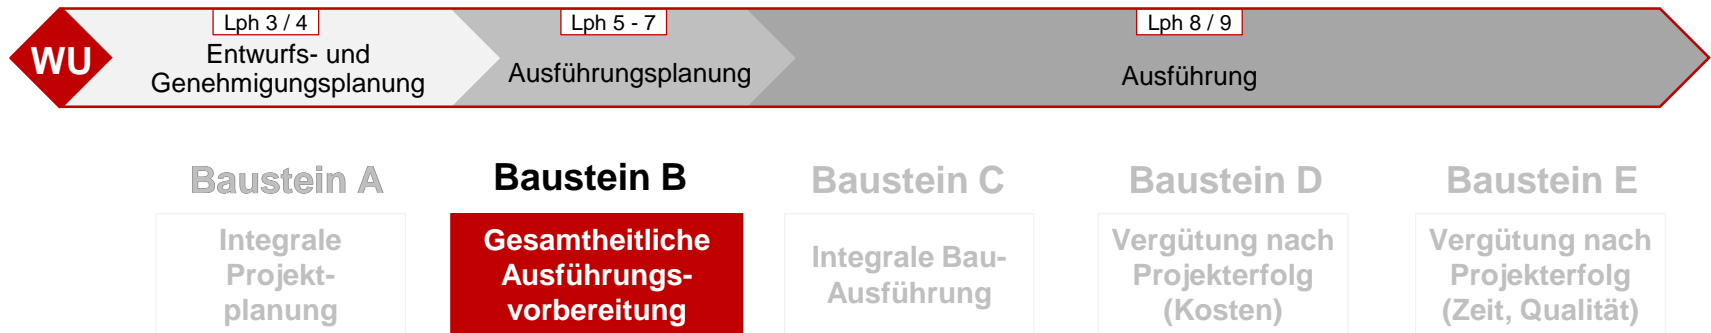 WU
Lph 3 / 4
Entwurfs- und
Genehmigungsplanung
Lph 5 - 7
Ausführungsplanung
Lph 8 / 9
Ausführung
Baustein A
Integrale
Projekt-
planung
Baustein B
Gesamtheitliche
Ausführungs-
vorbereitung
Baustein C
Integrale Bau-
Ausführung
Baustein D
Vergütung nach
Projekterfolg
(Kosten)
Baustein E
Vergütung nach
Projekterfolg
(Zeit, Qualität)